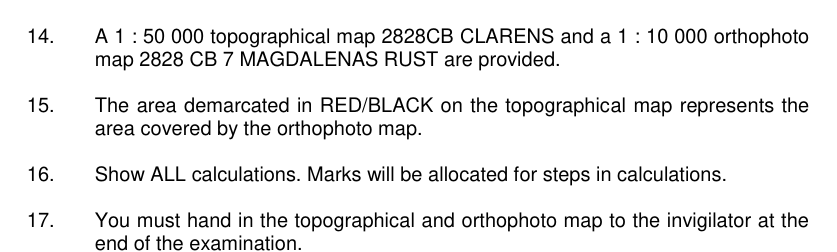 14. A 1 : 50 000 topographical map 2828CB CLARENS and a 1 : 10 000 orthophoto
map 2828 CB 7 MAGDALENAS RUST are provided.
15. The area demarcated in RED/BLACK on the topographical map represents the
area covered by the orthophoto map.
16. Show ALL calculations. Marks will be allocated for steps in calculations.
17. You must hand in the topographical and orthophoto map to the invigilator at the
end of the examination.